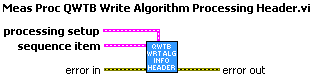 Meas Proc QWTB Write Algorithm Processing Header.vi
processing setup
sequence item
QWTB
WRT ALG
INFO
HEADER
error in
error out